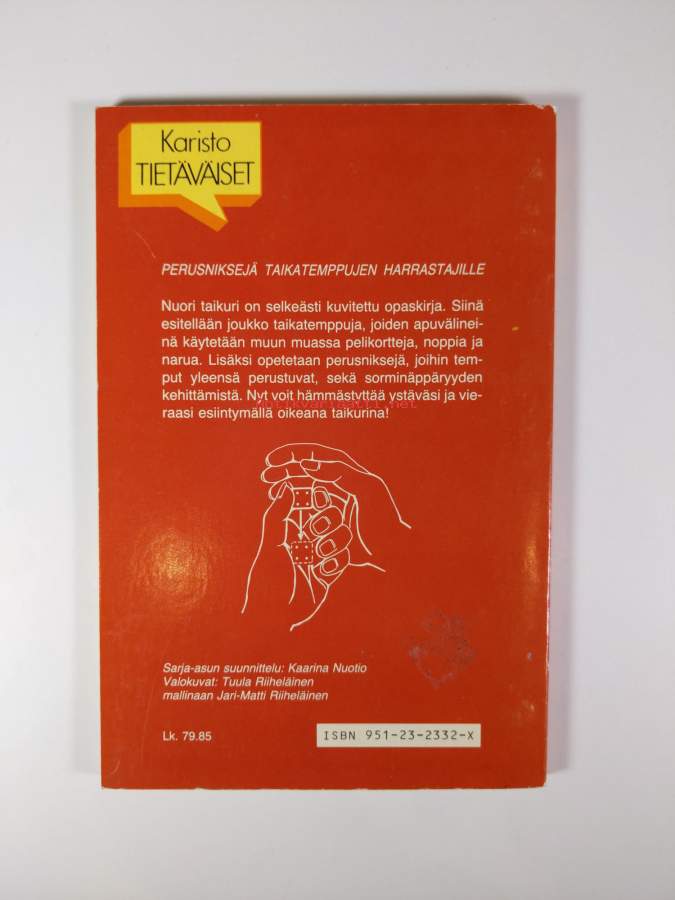 Karisto
TIETÄVÄISET
PERUSNIKSEJÄ TAIKATEMPPUJEN HARRASTAJILLE
Nuori taikuri on selkeästi kuvitettu opaskirja. Siinä
esitellään joukko taikatemppuja, joiden apuvälinei-
nä käytetään muun muassa pelikortteja, noppia ja
narua. Lisäksi opetetaan perusniksejä, joihin tem-
put yleensä perustuvat, sekä sorminäppäryyden
kehittämistä. Nyt voit hämmästyttää ystäväsi ja vie-
raasi esiintymällä oikeana taikurina!
antikvariaatti.net
Sarja-asun suunnittelu: Kaarina Nuotio
Valokuvat: Tuula Riiheläinen
mallinaan Jari-Matti Riiheläinen
Lk. 79.85
ISBN 951-23-2332-X